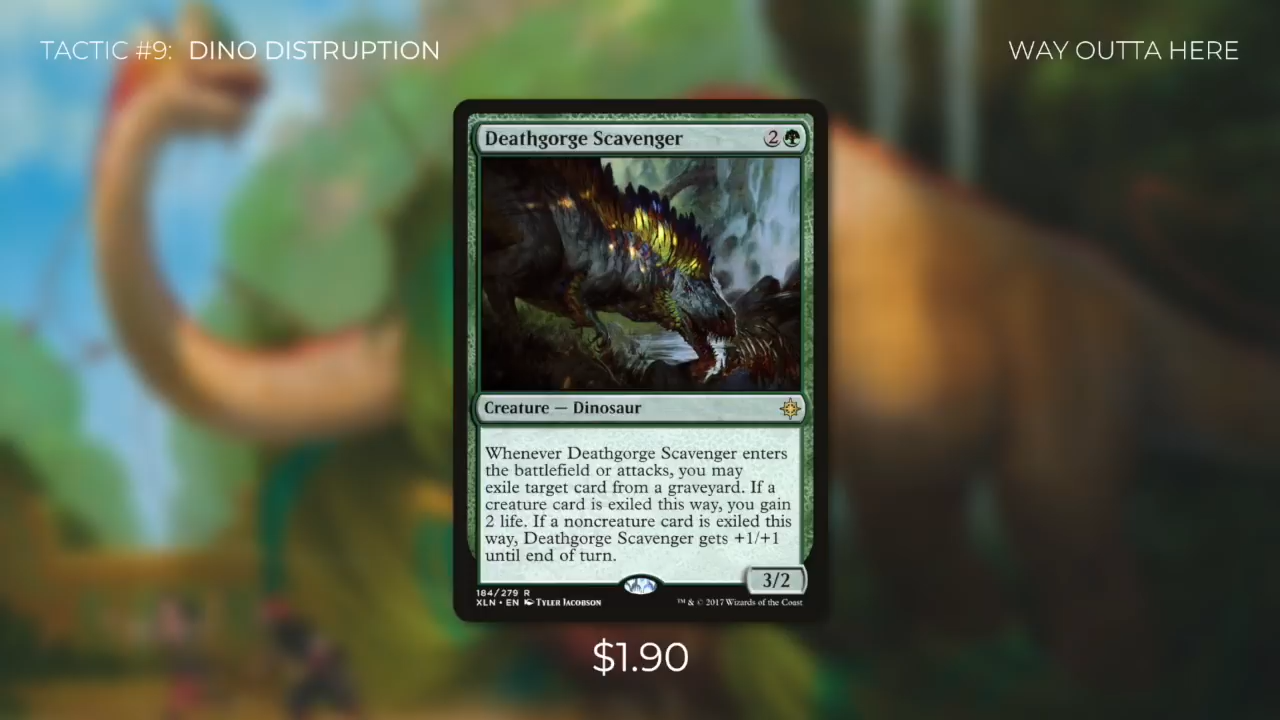 TACTIC #9: DINO DISTRUPTION
WAY OUTTA HERE
Deathgorge Scavenger 2
Creature — Dinosaur
Whenever Deathgorge Scavenger enters
the battlefield or attacks, you may
exile target card from a graveyard. If a
creature card is exiled this way, you gain
2 life. If a noncreature card is exiled this
way, Deathgorge Scavenger gets +1/+1
until end of turn.
3/2
184/279 R
XLN • EN TYLER JACOBSON
™ & © 2017 Wizards of the Coast
$1.90